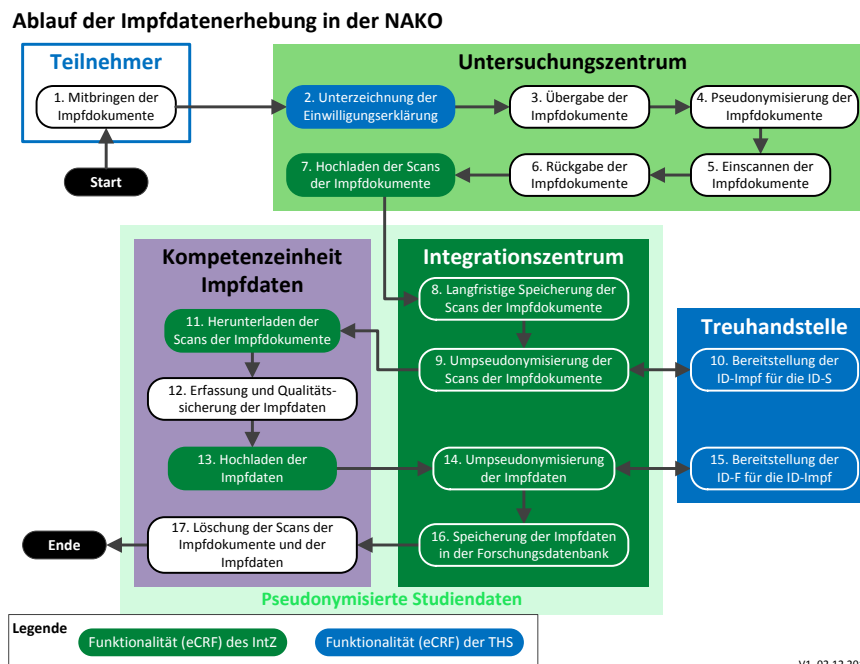 Ablauf der Impfdatenerhebung in der NAKO
Teilnehmer
1. Mitbringen der
Impfdokumente
Start
Untersuchungszentrum
2. Unterzeichnung der
Einwilligungserklärung
3. Übergabe der
Impfdokumente
4. Pseudonymisierung der
Impfdokumente
5. Einscannen der
Impfdokumente
6. Rückgabe der
Impfdokumente
7. Hochladen der Scans
der Impfdokumente
Kompetenzeinheit
Impfdaten
Integrationszentrum
8. Langfristige Speicherung der
Scans der Impfdokumente
9. Umpseudonymisierung der
Scans der Impfdokumente
Treuhandstelle
10. Bereitstellung der
ID-Impf für die ID-S
11. Herunterladen der
Scans der Impfdokumente
12. Erfassung und Qualitäts-
sicherung der Impfdaten
13. Hochladen der
Impfdaten
14. Umpseudonymisierung
der Impfdaten
15. Bereitstellung der
ID-F für die ID-Impf
16. Speicherung der Impfdaten
in der Forschungsdatenbank
17. Löschung der Scans der
Impfdokumente und der
Impfdaten
Ende
Pseudonymisierte Studiendaten
Legende
Funktionalität (eCRF) des IntZ
Funktionalität (eCRF) der THS